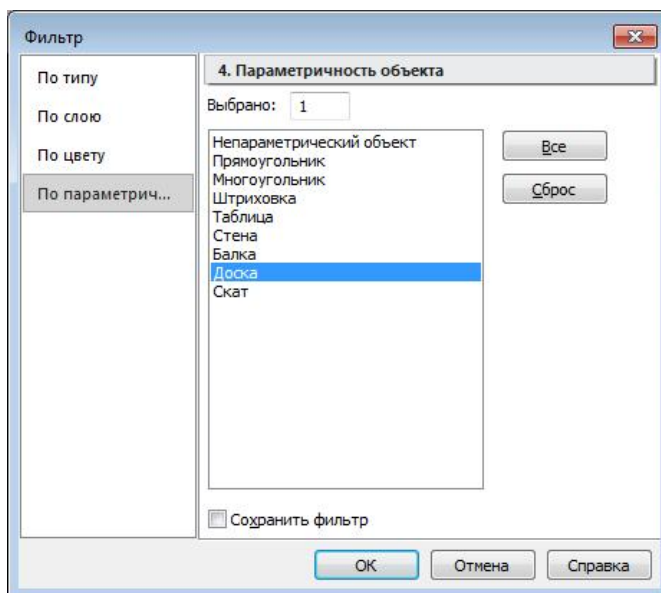 Фильтр
По типу
По слою
По цвету
По параметрич...
4. Параметричность объекта
Выбрано: 1
Непараметрический объект
Прямоугольник
Многоугольник
Штриховка
Таблица
Стена
Балка
Доска
Скат
Все
Сброс
Сохранить фильтр
ОК
Отмена
Справка